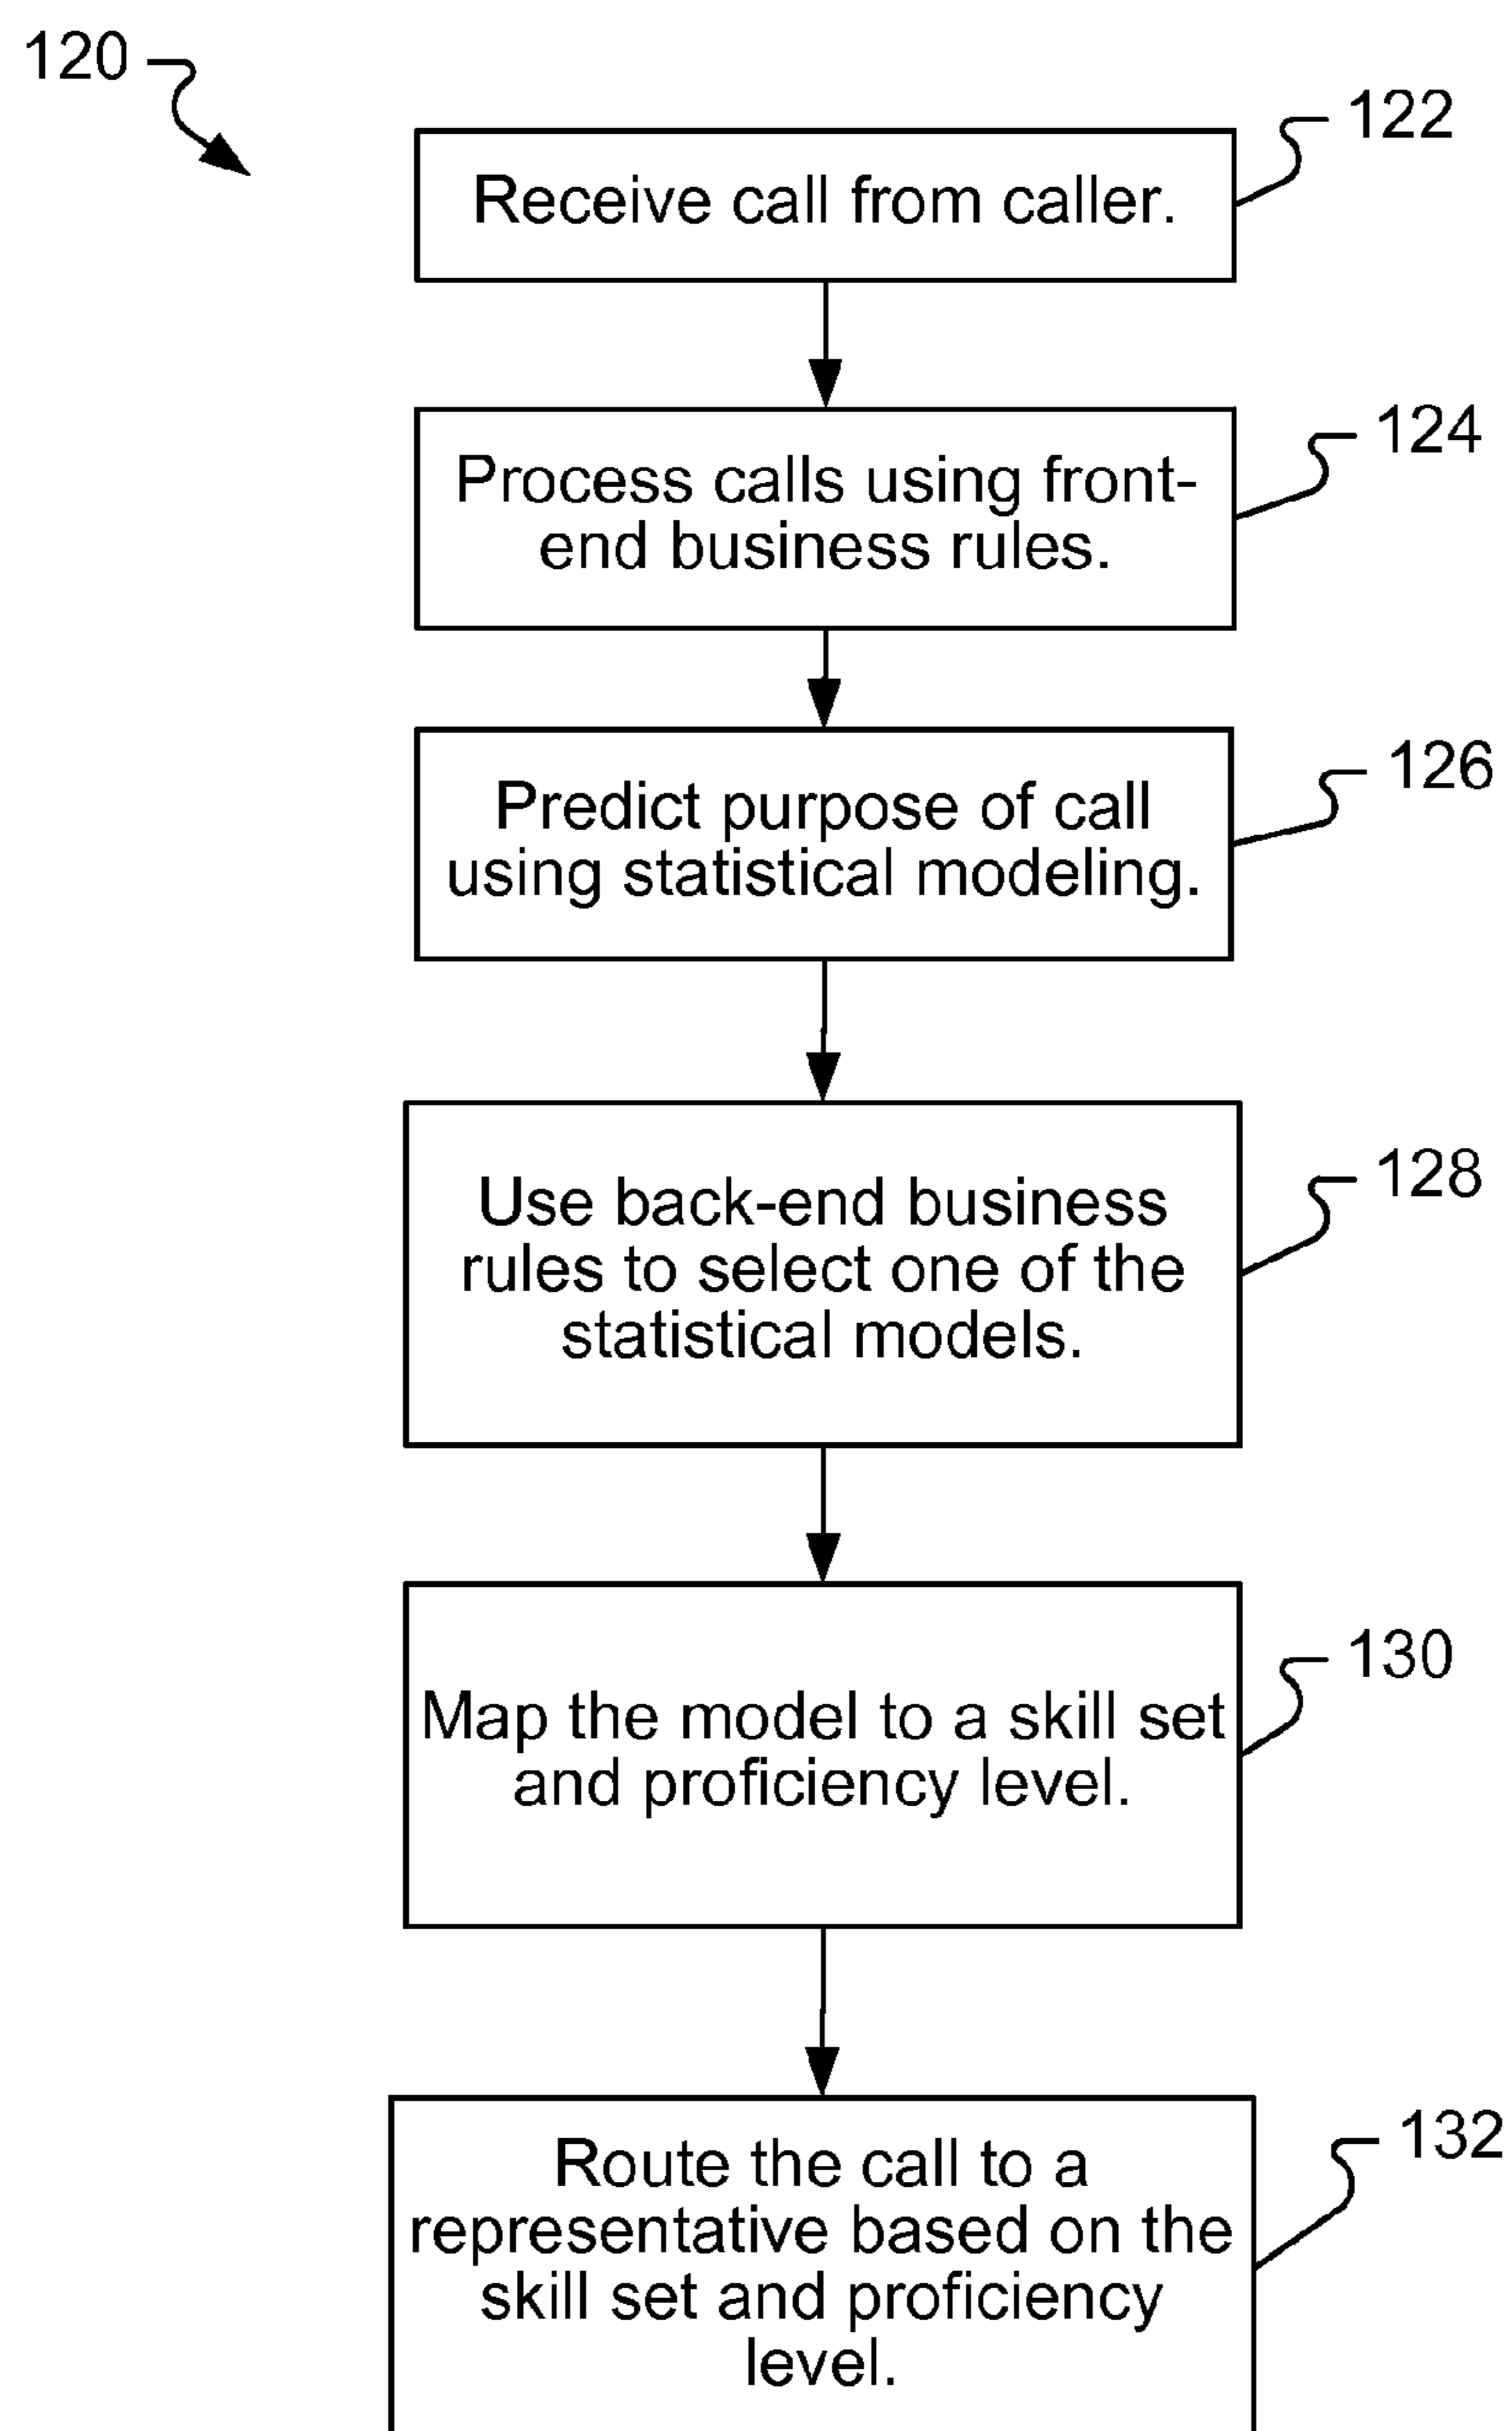 120
122
Receive call from caller.
124
Process calls using front-
end business rules.
126
Predict purpose of call
using statistical modeling.
128
Use back-end business
rules to select one of the
statistical models.
130
Map the model to a skill set
and proficiency level.
132
Route the call to a
representative based on the
skill set and proficiency
level.